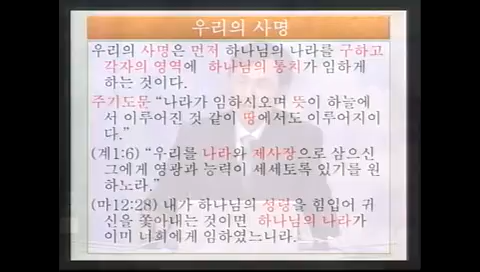 우리의 사명
우리의 사명은 먼저 하나님의 나라를 구하고
각자의 영역에 하나님의 통치가 임하게
하는 것이다.
주기도문 “나라가 임하시오며 뜻이 하늘에
서 이루어진 것 같이 땅에서도 이루어지이
다.”
(계1:6) “우리를 나라와 제사장으로 삼으신
그에게 영광과 능력이 세세토록 있기를 원
하노라.”
(마12:28) 내가 하나님의 성령을 힘입어 귀
신을 쫓아내는 것이면 하나님의 나라가
이미 너희에게 임하였느니라.